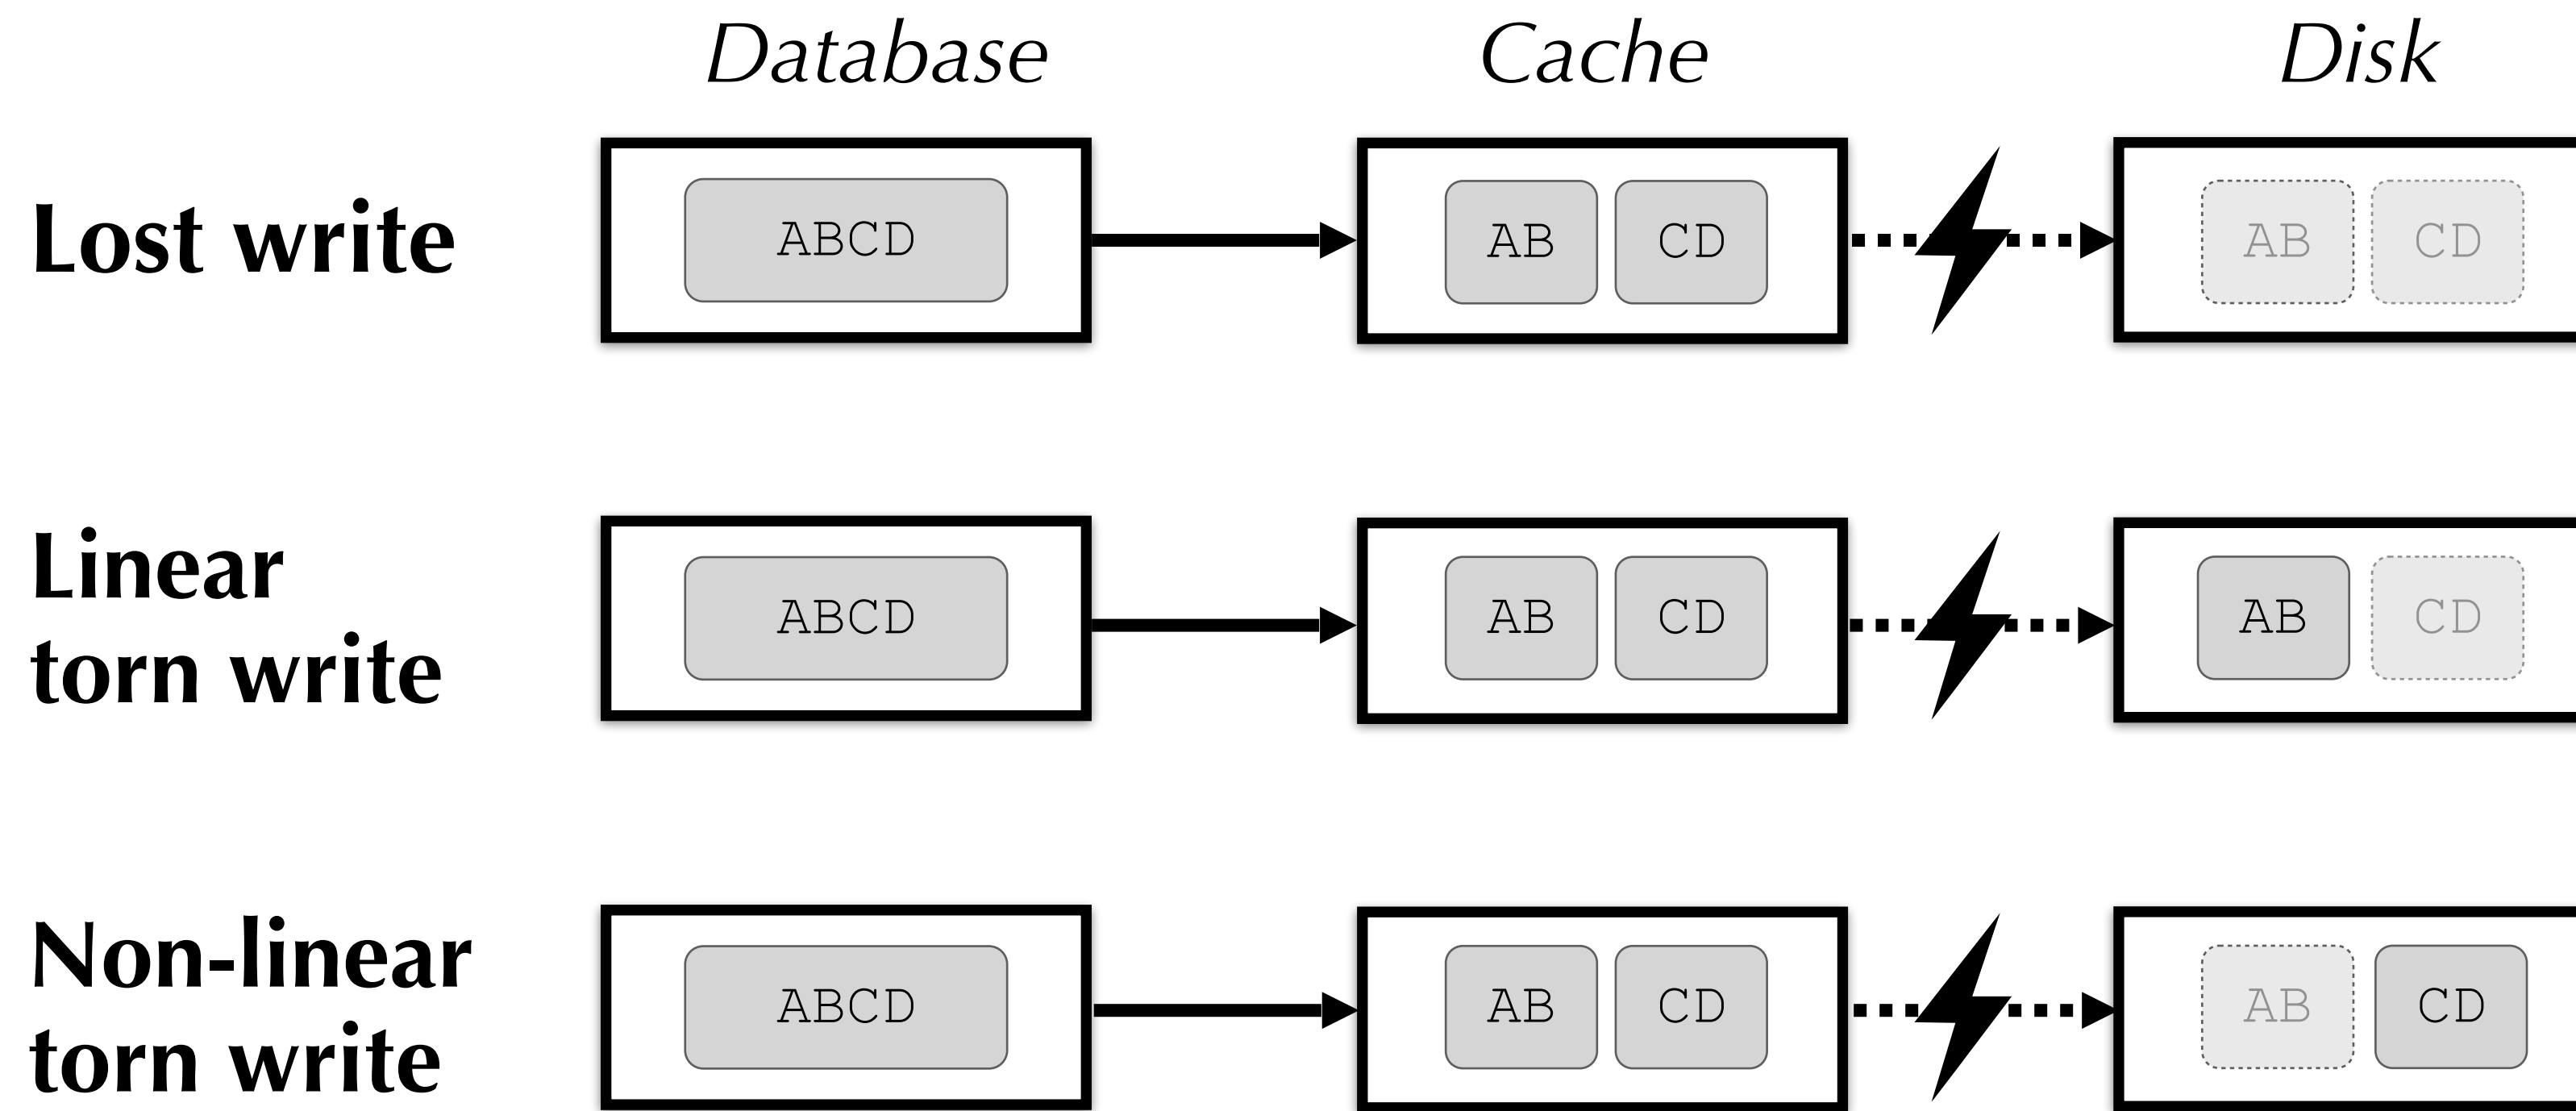 Database Cache Disk
Lost write ABCD AB CD AB CD
Linear
torn write
ABCD AB CD AB CD
Non-linear
torn write
ABCD AB CD AB CD